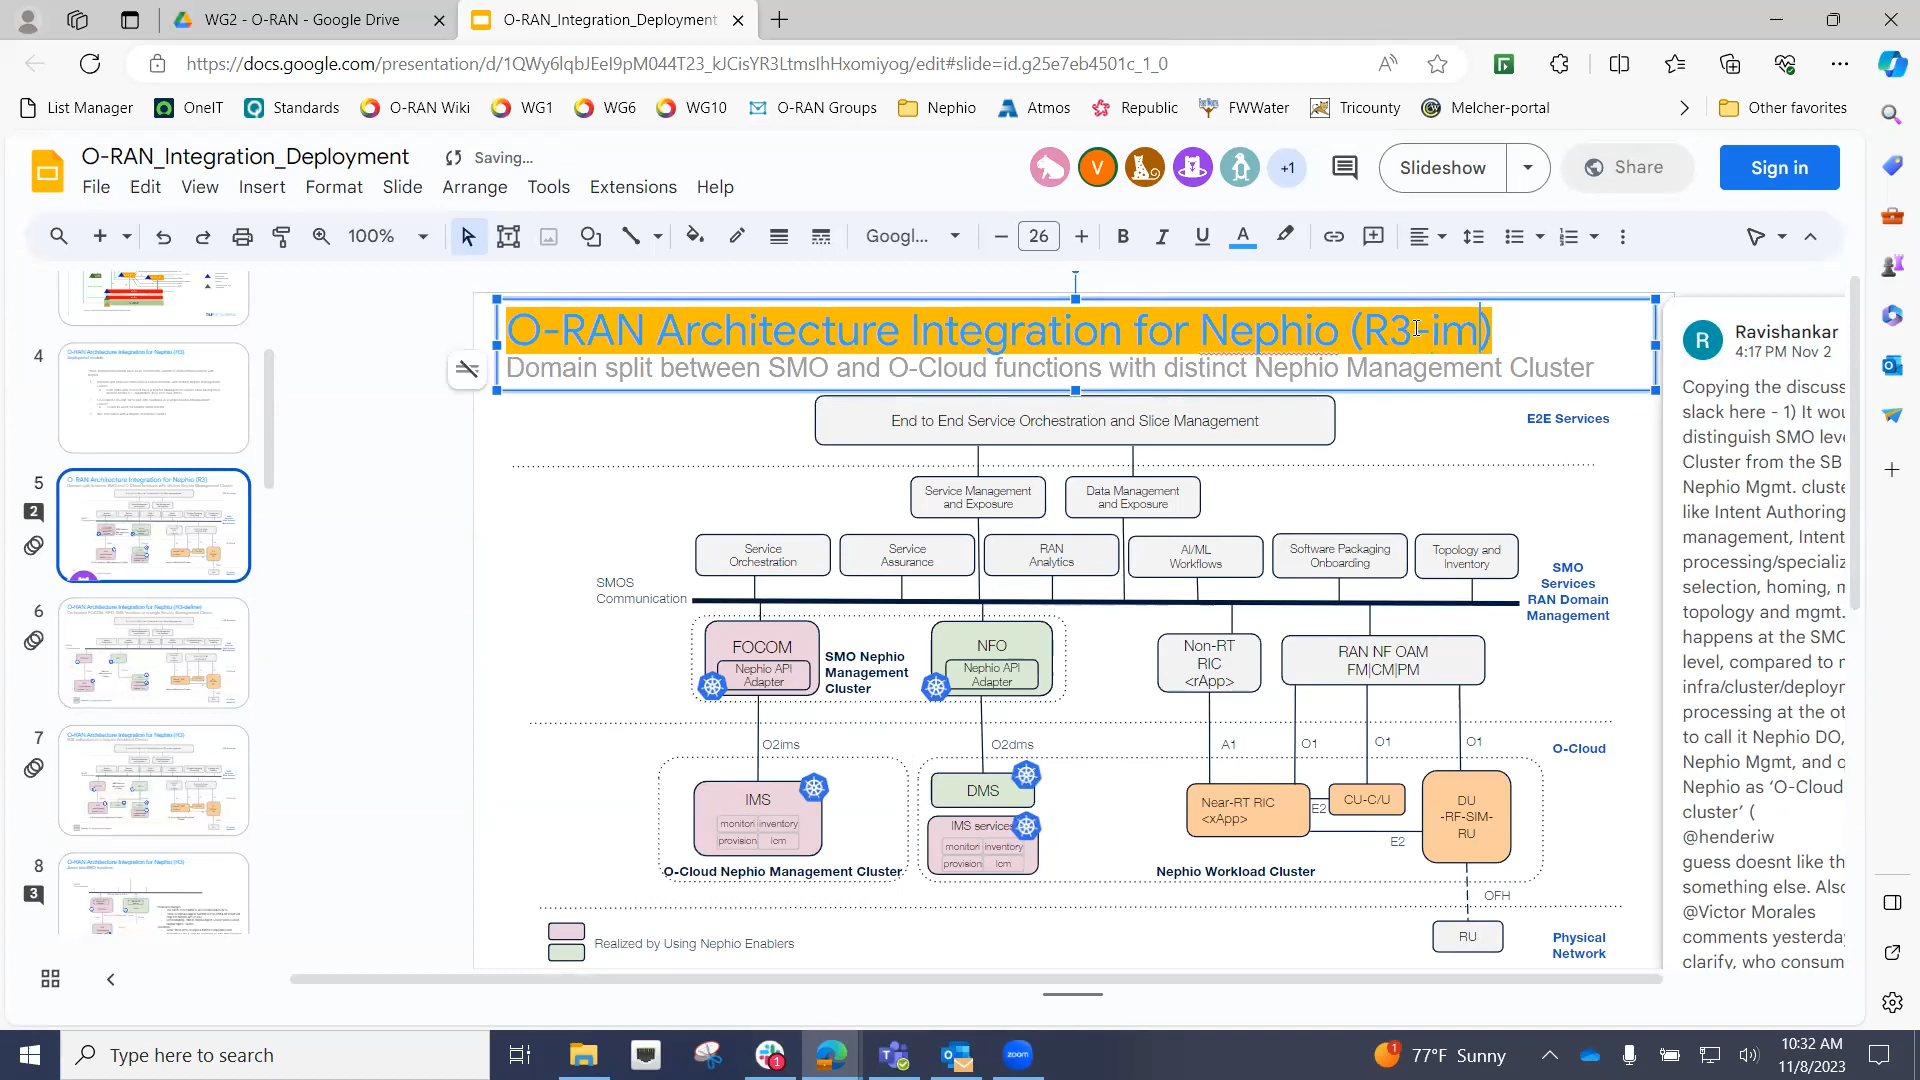 WG2 - O-RAN - Google Drive
O-RAN_Integration_Deployment
https://docs.google.com/presentation/d/1QWy6lqbJEeI9pM044T23_kJCisYR3LtmslhHxomiyog/edit#slide=id.g25e7eb4501c_1_0
List Manager
OneIT
Standards
O-RAN Wiki
WG1
WG6
WG10
O-RAN Groups
Nephio
Atmos
Republic
FWWater
Tricounty
Melcher-portal
Other favorites
O-RAN_Integration_Deployment
Saving...
V
+1
Slideshow
Share
Sign in
File Edit View Insert Format Slide Arrange Tools Extensions Help
100%
Googl...
26
B
I
U
A
4
5
2
6
7
8
3
O-RAN Architecture Integration for Nephio (R3-im)
Domain split between SMO and O-Cloud functions with distinct Nephio Management Cluster
End to End Service Orchestration and Slice Management
E2E Services
Service Management
and Exposure
Data Management
and Exposure
Service
Orchestration
Service
Assurance
RAN
Analytics
AI/ML
Workflows
Software Packaging
Onboarding
Topology and
Inventory
SMOS
Communication
SMO
Services
RAN Domain
Management
FOCOM
Nephio API
Adapter
SMO Nephio
Management
Cluster
NFO
Nephio API
Adapter
Non-RT
RIC
<rApp>
RAN NF OAM
FM|CM|PM
O2ims
O2dms
A1
O1
O1
O1
O-Cloud
IMS
monitori inventory
provision lcm
DMS
IMS services
monitori inventory
provision lcm
Near-RT RIC
<xApp>
E2
CU-C/U
E2
DU
-RF-SIM-
RU
O-Cloud Nephio Management Cluster
Nephio Workload Cluster
OFH
Realized by Using Nephio Enablers
RU
Physical
Network
R
Ravishankar
4:17 PM Nov 2
Copying the discuss
slack here - 1) It wou
distinguish SMO leve
Cluster from the SB
Nephio Mgmt. cluste
like Intent Authoring
management, Intent
processing/specializ
selection, homing, m
topology and mgmt.
happens at the SMO
level, compared to m
infra/cluster/deployn
processing at the ot
to call it Nephio DO,
Nephio Mgmt, and q
Nephio as 'O-Cloud
cluster' (
@henderiw
guess doesnt like th
something else. Also
@Victor Morales
comments yesterday
clarify, who consum
Type here to search
1
zoom
1
77°F Sunny
10:32 AM
11/8/2023